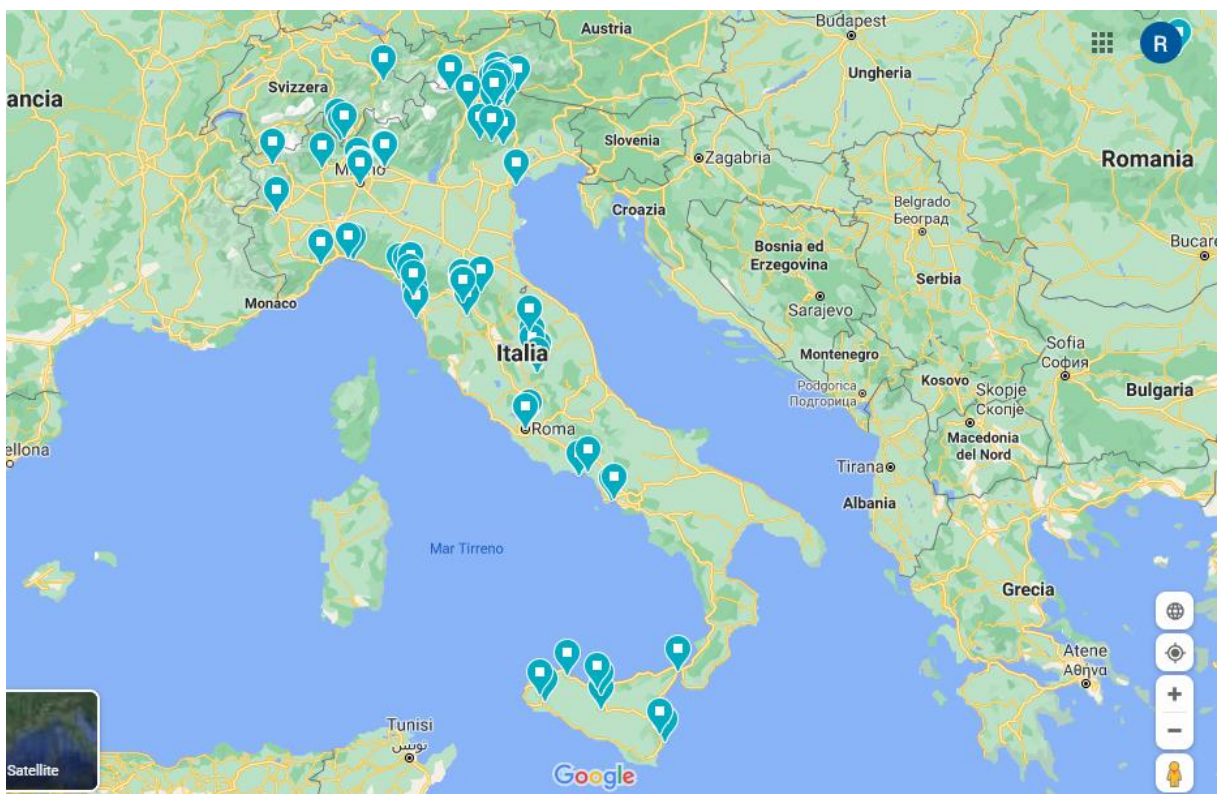 Budapest
Austria
R
Svizzera
Ungheria
ancia
Slovenia
Zagabria
Romania
Croazia
Belgrado
Београд
Bosnia ed
Erzegovina
Bucare
Serbia
Monaco
Sarajevo
Italia
Montenegro
Sofia
София
Podgorica
Подгорица
Kosovo
Skopje
Скопје
Bulgaria
Roma
Macedonia
del Nord
ellona
Tirana
Albania
Mar Tirreno
Grecia
Atene
Αθήνα
Tunisi
تونس
Satellite
Google